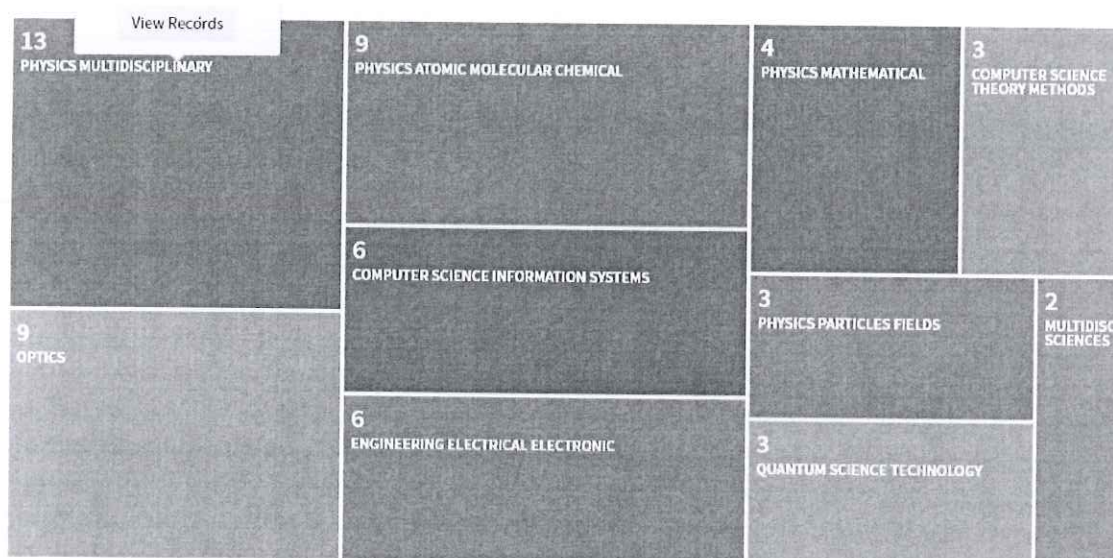 View Records
13
PHYSICS MULTIDISCIPLINARY
9
OPTICS
9
PHYSICS ATOMIC MOLECULAR CHEMICAL
6
COMPUTER SCIENCE INFORMATION SYSTEMS
6
ENGINEERING ELECTRICAL ELECTRONIC
4
PHYSICS MATHEMATICAL
3
COMPUTER SCIENCE
THEORY METHODS
3
PHYSICS PARTICLES FIELDS
3
QUANTUM SCIENCE TECHNOLOGY
2
MULTIDISC
SCIENCES